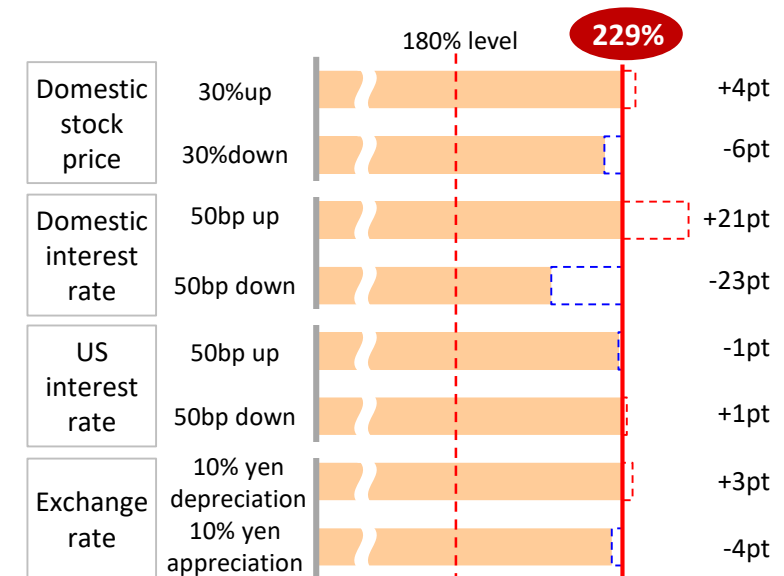 180% level
229%
Domestic
stock
price
30%up
+4pt
30%down
-6pt
Domestic
interest
rate
50bp up
+21pt
50bp down
-23pt
US
interest
rate
50bp up
-1pt
50bp down
+1pt
Exchange
rate
10% yen
depreciation
+3pt
10% yen
appreciation
-4pt